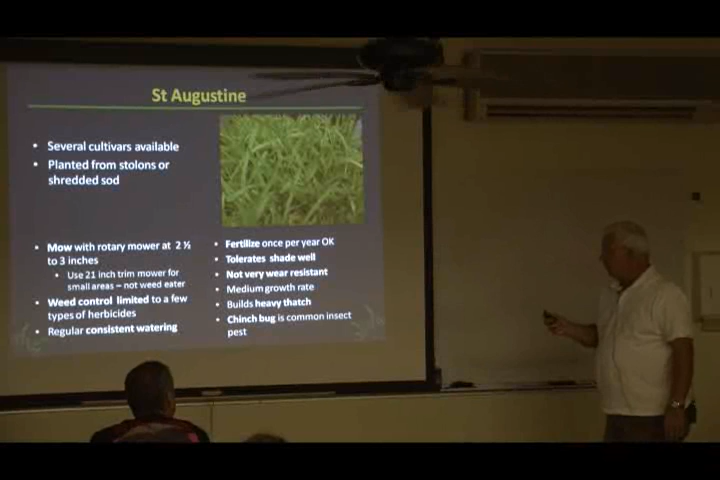 St Augustine
• Several cultivars available
• Planted from stolons or
shredded sod
• Mow with rotary mower at 2 ½
to 3 inches
• Use 21 inch trim mower for
small areas – not weed eater
• Weed control limited to a few
types of herbicides
• Regular consistent watering
• Fertilize once per year OK
• Tolerates shade well
• Not very wear resistant
• Medium growth rate
• Builds heavy thatch
• Chinch bug is common insect
pest